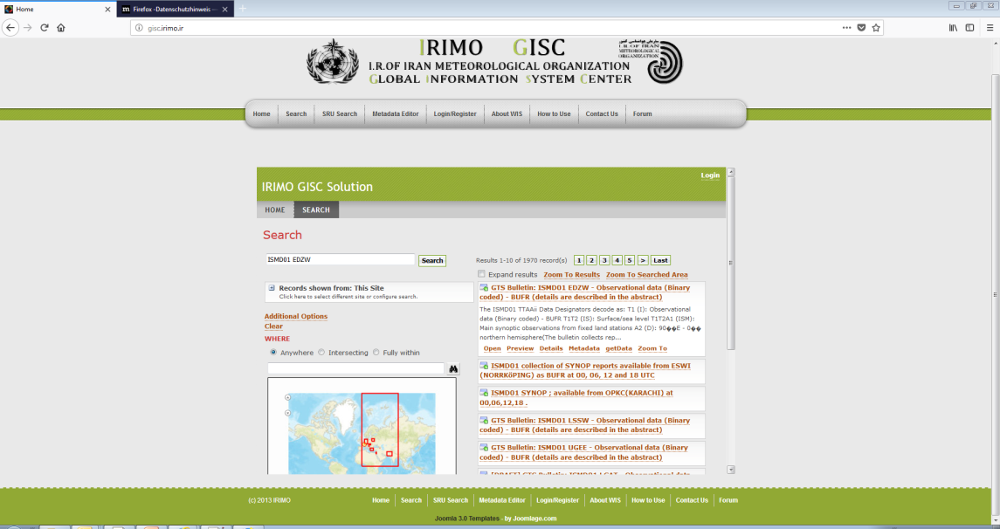 Home
Firefox -Datenschutzhinweis —
gisc.irimo.ir
IRIMO GISC
I.R.OF IRAN METEOROLOGICAL ORGANIZATION
GLOBAL INFORMATION SYSTEM CENTER
سازمان هواشناسی کشور
I.R. OF IRAN
METEOROLOGICAL
ORGANIZATION
Home Search SRU Search Metadata Editor Login/Register About WIS How to Use Contact Us Forum
Login
IRIMO GISC Solution
HOME SEARCH
Search
ISMD01 EDZW Search
Records shown from: This Site
Click here to select different site or configure search.
Additional Options
Clear
WHERE
Anywhere Intersecting Fully within
Results 1-10 of 1970 record(s) 1 2 3 4 5 > Last
Expand results Zoom To Results Zoom To Searched Area
GTS Bulletin: ISMD01 EDZW - Observational data (Binary
coded) - BUFR (details are described in the abstract)
The ISMD01 TTAAii Data Designators decode as: T1 (I): Observational
data (Binary coded) - BUFR T1T2 (IS): Surface/sea level T1T2A1 (ISM):
Main synoptic observations from fixed land stations A2 (D): 90��E - 0��
northern hemisphere(The bulletin collects rep...
Open Preview Details Metadata getData Zoom To
ISMD01 collection of SYNOP reports available from ESWI
(NORRKöPING) as BUFR at 00, 06, 12 and 18 UTC
ISMD01 SYNOP ; available from OPKC(KARACHI) at
00,06,12,18 .
GTS Bulletin: ISMD01 LSSW - Observational data (Binary
coded) - BUFR (details are described in the abstract)
GTS Bulletin: ISMD01 UGEE - Observational data (Binary
coded) - BUFR (details are described in the abstract)
[DRAFT] GTS Bulletin: ISMD01 LGAT - Observational data
(c) 2013 IRIMO
Home Search SRU Search Metadata Editor Login/Register About WIS How to Use Contact Us Forum
Joomla 3.0 Templates - by Joomlage.com